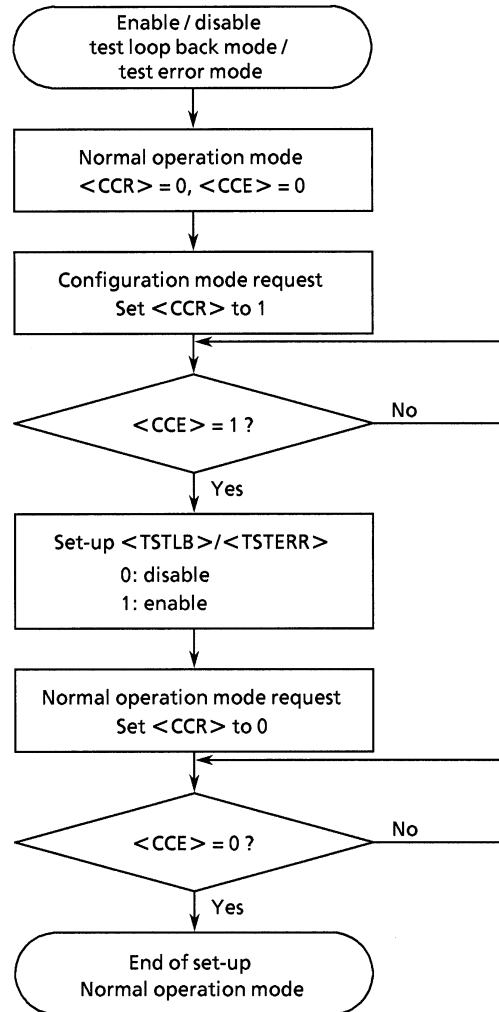 Enable / disable
test loop back mode /
test error mode
Normal operation mode
<CCR> = 0, <CCE> = 0
Configuration mode request
Set <CCR> to 1
<CCE> = 1 ?
No
Yes
Set-up <TSTLB>/<TSTERR>
0: disable
1: enable
Normal operation mode request
Set <CCR> to 0
<CCE> = 0 ?
No
Yes
End of set-up
Normal operation mode